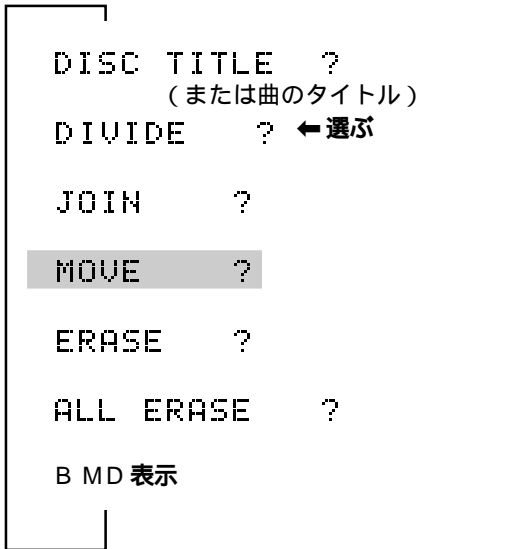 DISC TITLE ?
（または曲のタイトル）
DIVIDE ? ⬅選ぶ
JOIN ?
MOVE ?
ERASE ?
ALL ERASE ?
B MD 表示